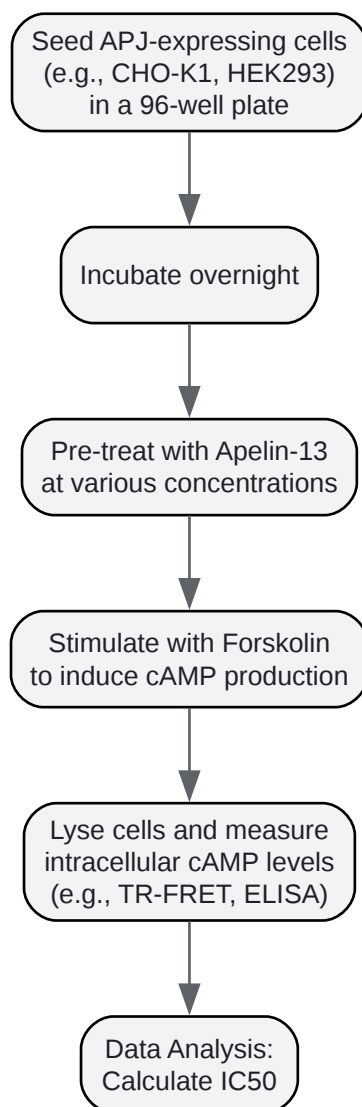 Seed APJ-expressing cells
(e.g., CHO-K1, HEK293)
in a 96-well plate
Incubate overnight
Pre-treat with Apelin-13
at various concentrations
Stimulate with Forskolin
to induce cAMP production
Lyse cells and measure
intracellular cAMP levels
(e.g., TR-FRET, ELISA)
Data Analysis:
Calculate IC50